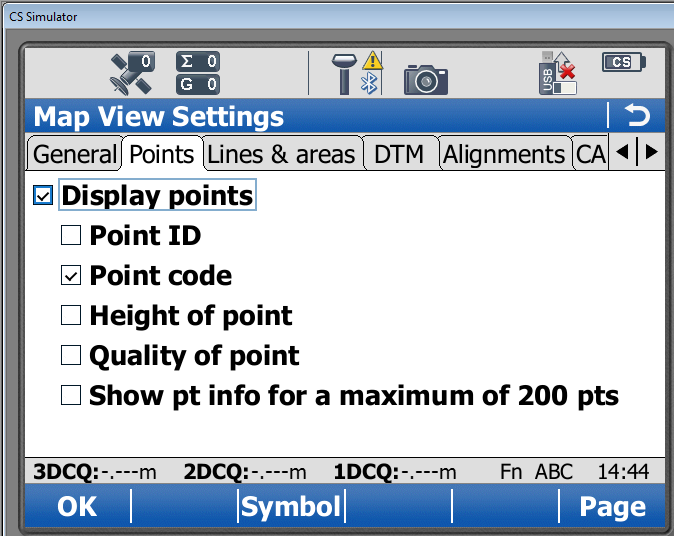 CS Simulator
0 Σ 0 CS
G 0 USB
Map View Settings
General Points Lines & areas DTM Alignments CA
Display points
Point ID
Point code
Height of point
Quality of point
Show pt info for a maximum of 200 pts
3DCQ:-.---m 2DCQ:-.---m 1DCQ:-.---m Fn ABC 14:44
OK Symbol Page